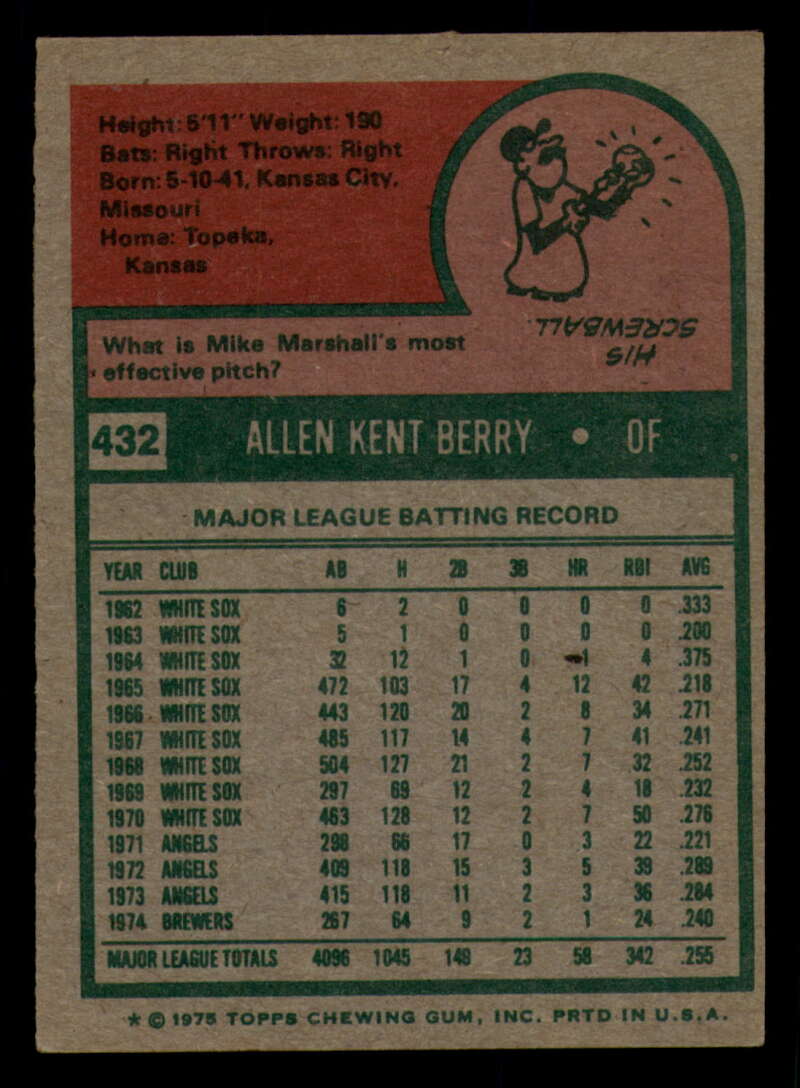 Height: 5'11" Weight: 190
Bats: Right Throws: Right
Born: 5-10-41, Kansas City,
Missouri
Home: Topeka,
Kansas
What is Mike Marshall's most
effective pitch?
HIS
SCREWBALL.
432 ALLEN KENT BERRY • OF
MAJOR LEAGUE BATTING RECORD
YEAR CLUB AB H 2B 3B HR RBI AVG
1962 WHITE SOX 6 2 0 0 0 0 .333
1963 WHITE SOX 5 1 0 0 0 0 .200
1964 WHITE SOX 32 12 1 0 1 4 .375
1965 WHITE SOX 472 103 17 4 12 42 .218
1966 WHITE SOX 443 120 20 2 8 34 .271
1967 WHITE SOX 485 117 14 4 7 41 .241
1968 WHITE SOX 504 127 21 2 7 32 .252
1969 WHITE SOX 297 69 12 2 4 18 .232
1970 WHITE SOX 463 128 12 2 7 50 .276
1971 ANGELS 298 66 17 0 3 22 .221
1972 ANGELS 409 118 15 3 5 39 .289
1973 ANGELS 415 118 11 2 3 36 .284
1974 BREWERS 267 64 9 2 1 24 .240
MAJOR LEAGUE TOTALS 4096 1045 149 23 58 342 .255
* © 1975 TOPPS CHEWING GUM, INC. PRTD IN U.S.A.